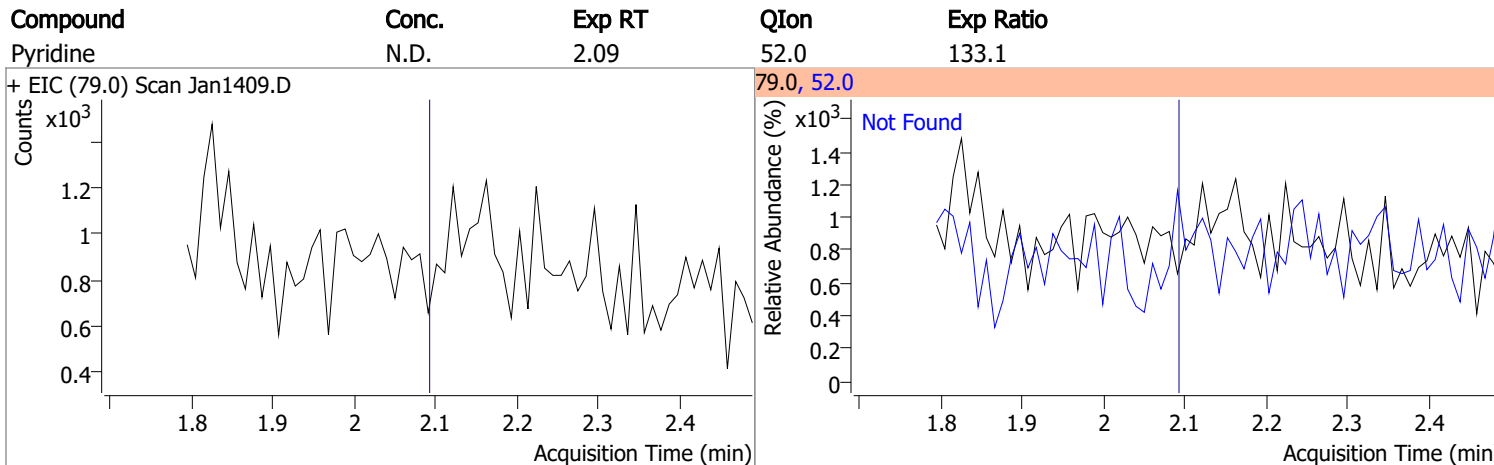 Compound Conc. Exp RT QIon Exp Ratio
Pyridine N.D. 2.09 52.0 133.1
+ EIC (79.0) Scan Jan1409.D
Counts
x10³
1.2
1
0.8
0.6
0.4
1.8 1.9 2 2.1 2.2 2.3 2.4
Acquisition Time (min)
79.0, 52.0
Relative Abundance (%)
x10³
Not Found
1.4
1.2
1
0.8
0.6
0.4
0.2
0
1.8 1.9 2 2.1 2.2 2.3 2.4
Acquisition Time (min